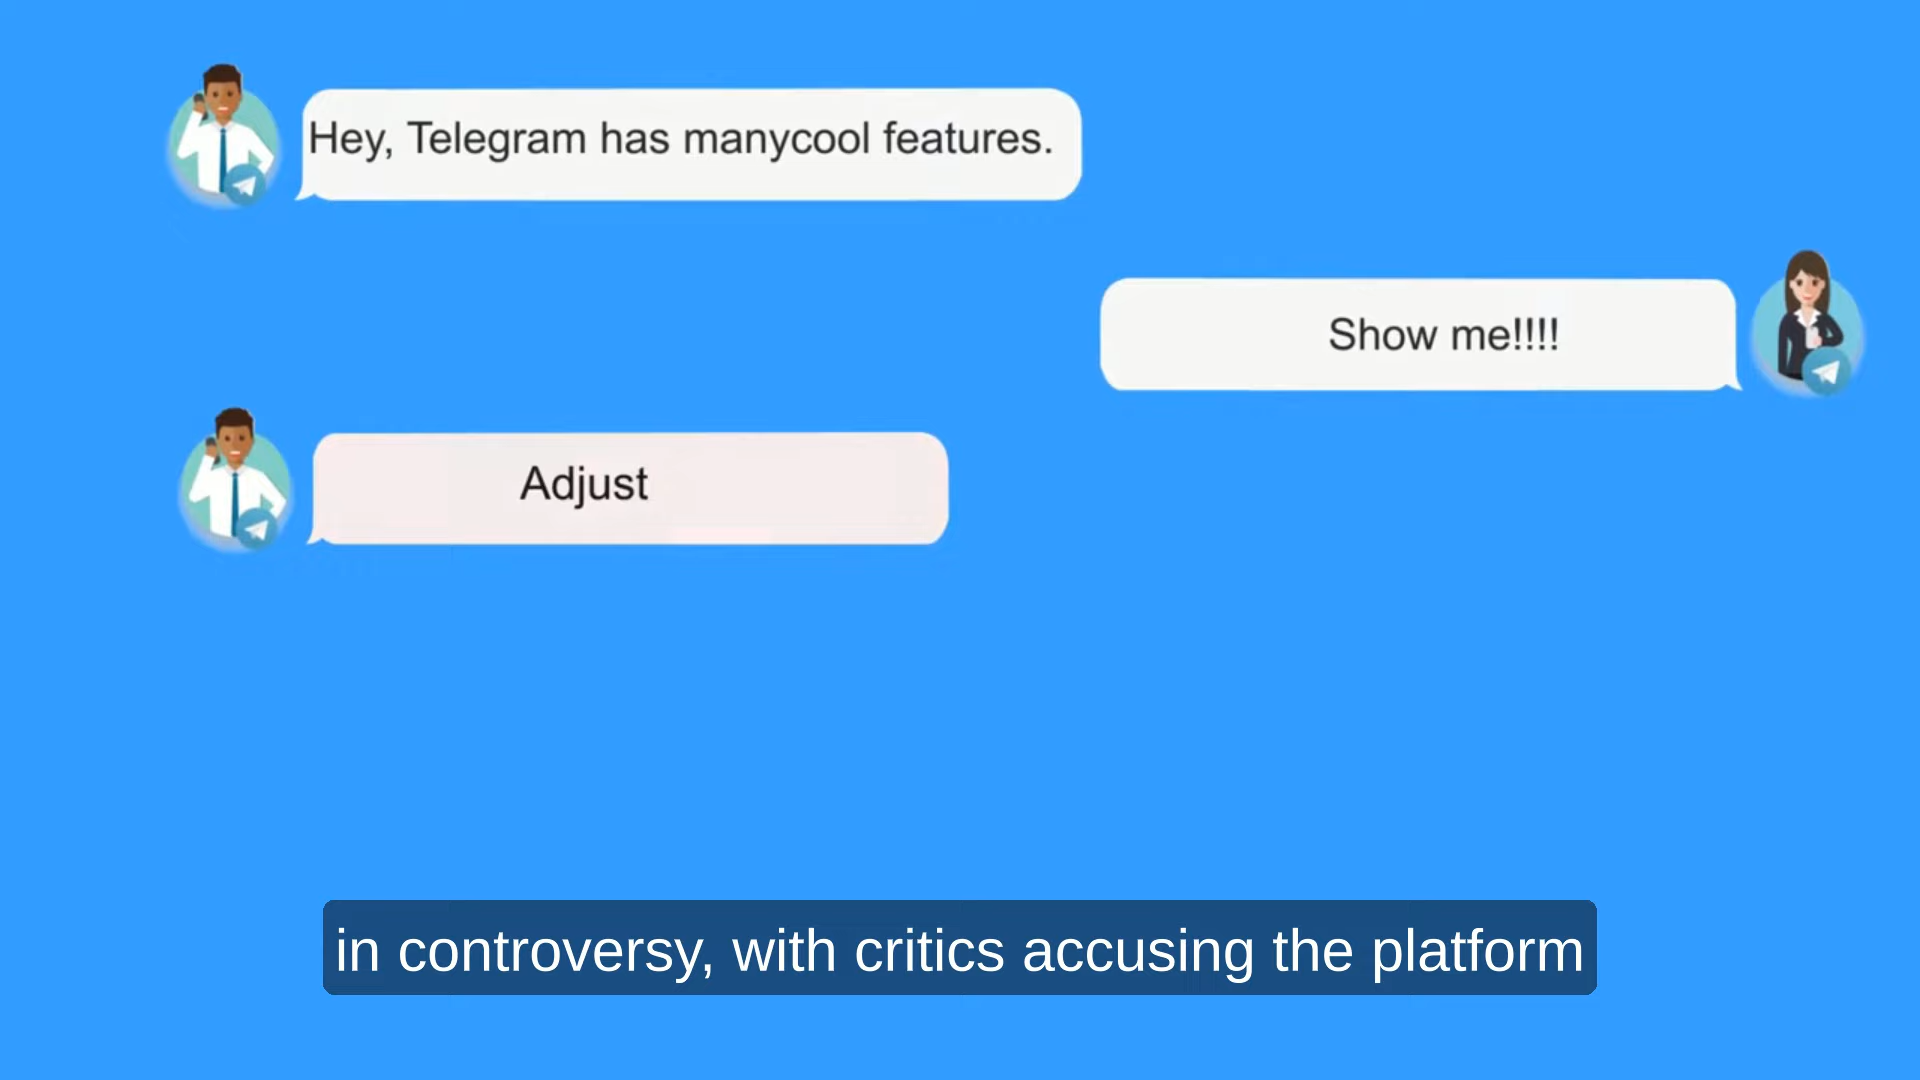 Hey, Telegram has manycool features.
Show me!!!!
Adjust
in controversy, with critics accusing the platform